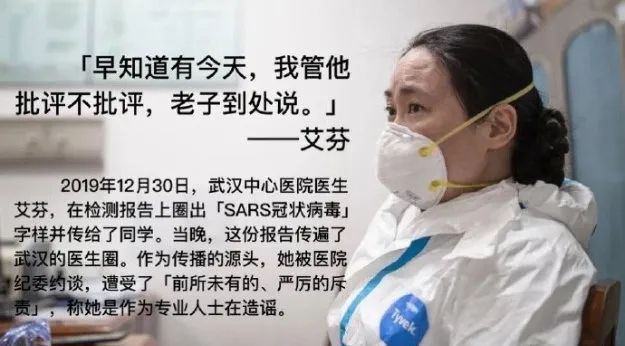 「早知道有今天，我管他
批评不批评，老子到处说。」
——艾芬
2019年12月30日，武汉中心医院医生
艾芬，在检测报告上圈出「SARS冠状病毒」
字样并传给了同学。当晚，这份报告传遍了
武汉的医生圈。作为传播的源头，她被医院
纪委约谈，遭受了「前所未有的、严厉的斥
责」，称她是作为专业人士在造谣。
Tyvek